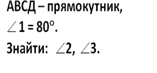 АВСД – прямокутник,
∠1 = 80°.
Знайти: ∠2, ∠3.